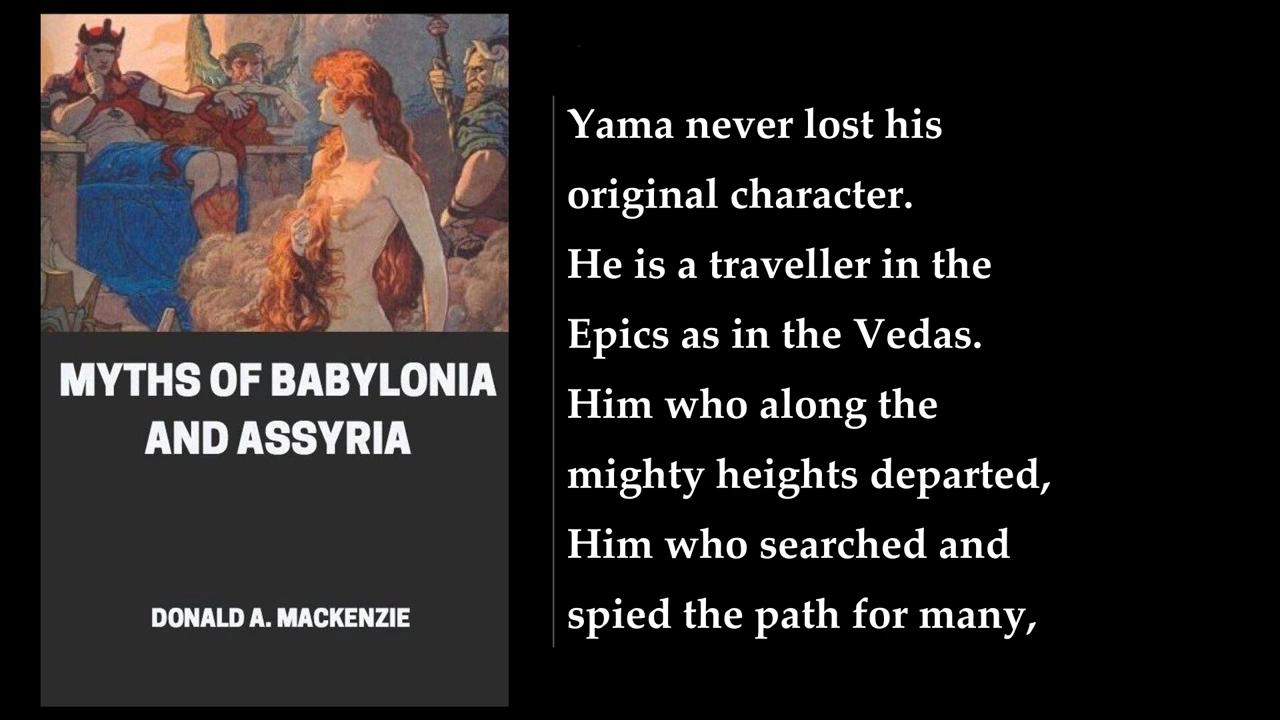 MYTHS OF BABYLONIA
AND ASSYRIA
DONALD A. MACKENZIE
Yama never lost his
original character.
He is a traveller in the
Epics as in the Vedas.
Him who along the
mighty heights departed,
Him who searched and
spied the path for many,